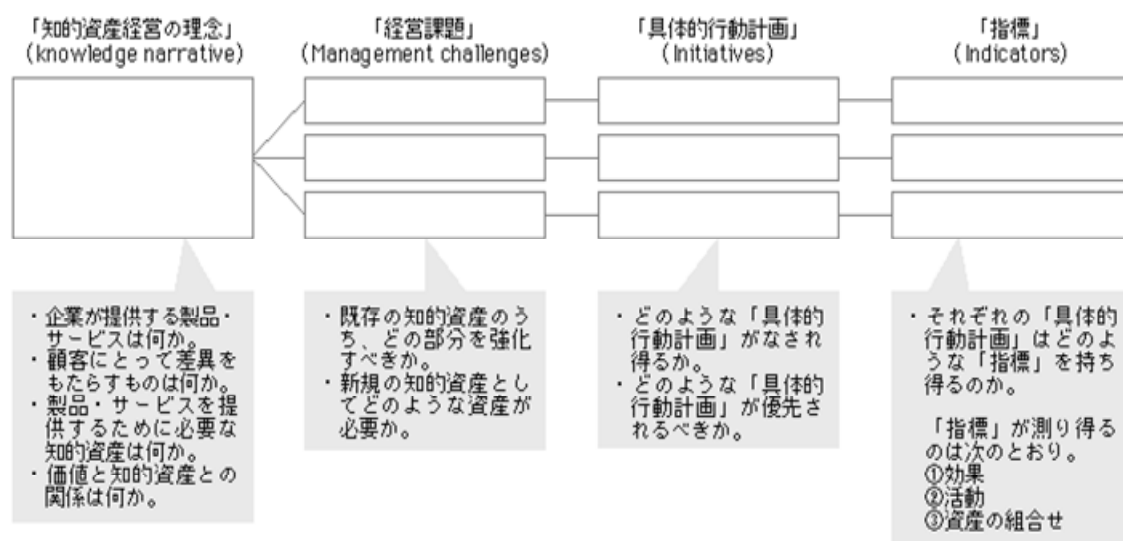 「知的資産経営の理念」
(knowledge narrative)
「経営課題」
(Management challenges)
「具体的行動計画」
(Initiatives)
「指標」
(Indicators)
・企業が提供する製品・
サービスは何か。
・顧客にとって差異を
もたらすものは何か。
・製品・サービスを提
供するために必要な
知的資産は何か。
・価値と知的資産との
関係は何か。
・既存の知的資産のう
ち、どの部分を強化
すべきか。
・新規の知的資産とし
てどのような資産が
必要か。
・どのような「具体的
行動計画」がなされ
得るか。
・どのような「具体的
行動計画」が優先さ
れるべきか。
・それぞれの「具体的
行動計画」はどのよ
うな「指標」を持ち
得るのか。
「指標」が測り得る
のは次のとおり。
①効果
②活動
③資産の組合せ